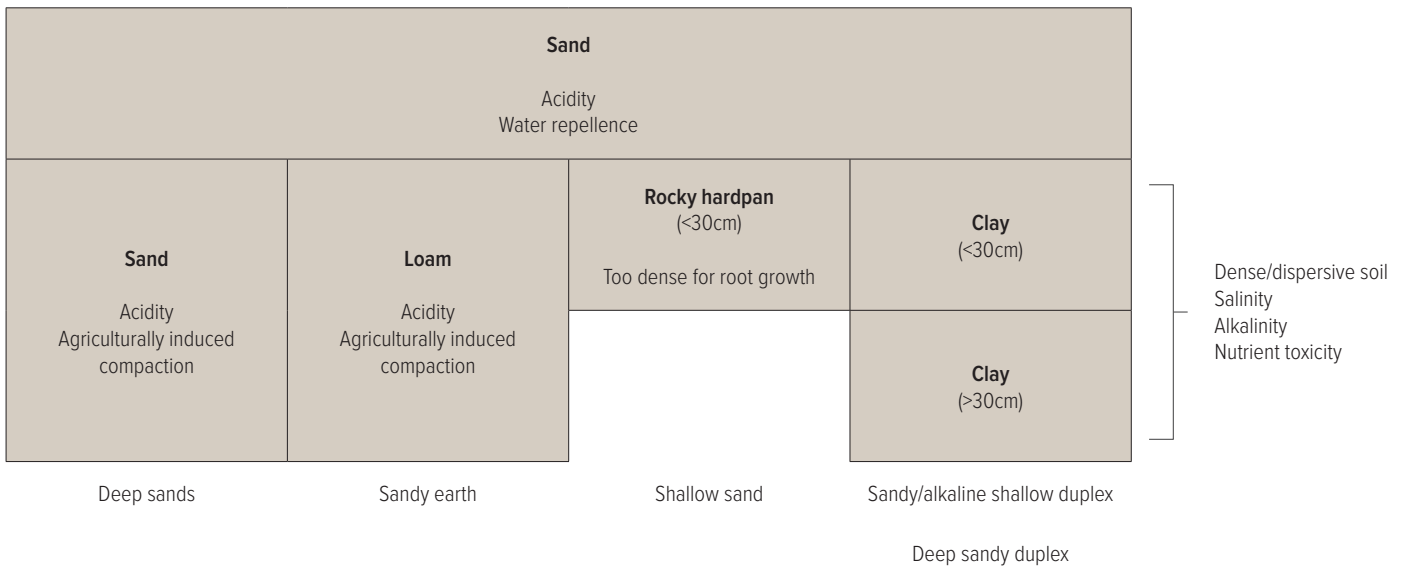 Sand
Acidity
Water repellence
Sand
Acidity
Agriculturally induced
compaction
Loam
Acidity
Agriculturally induced
compaction
Rocky hardpan
(<30cm)
Too dense for root growth
Clay
(<30cm)
Clay
(>30cm)
Dense/dispersive soil
Salinity
Alkalinity
Nutrient toxicity
Deep sands
Sandy earth
Shallow sand
Sandy/alkaline shallow duplex
Deep sandy duplex